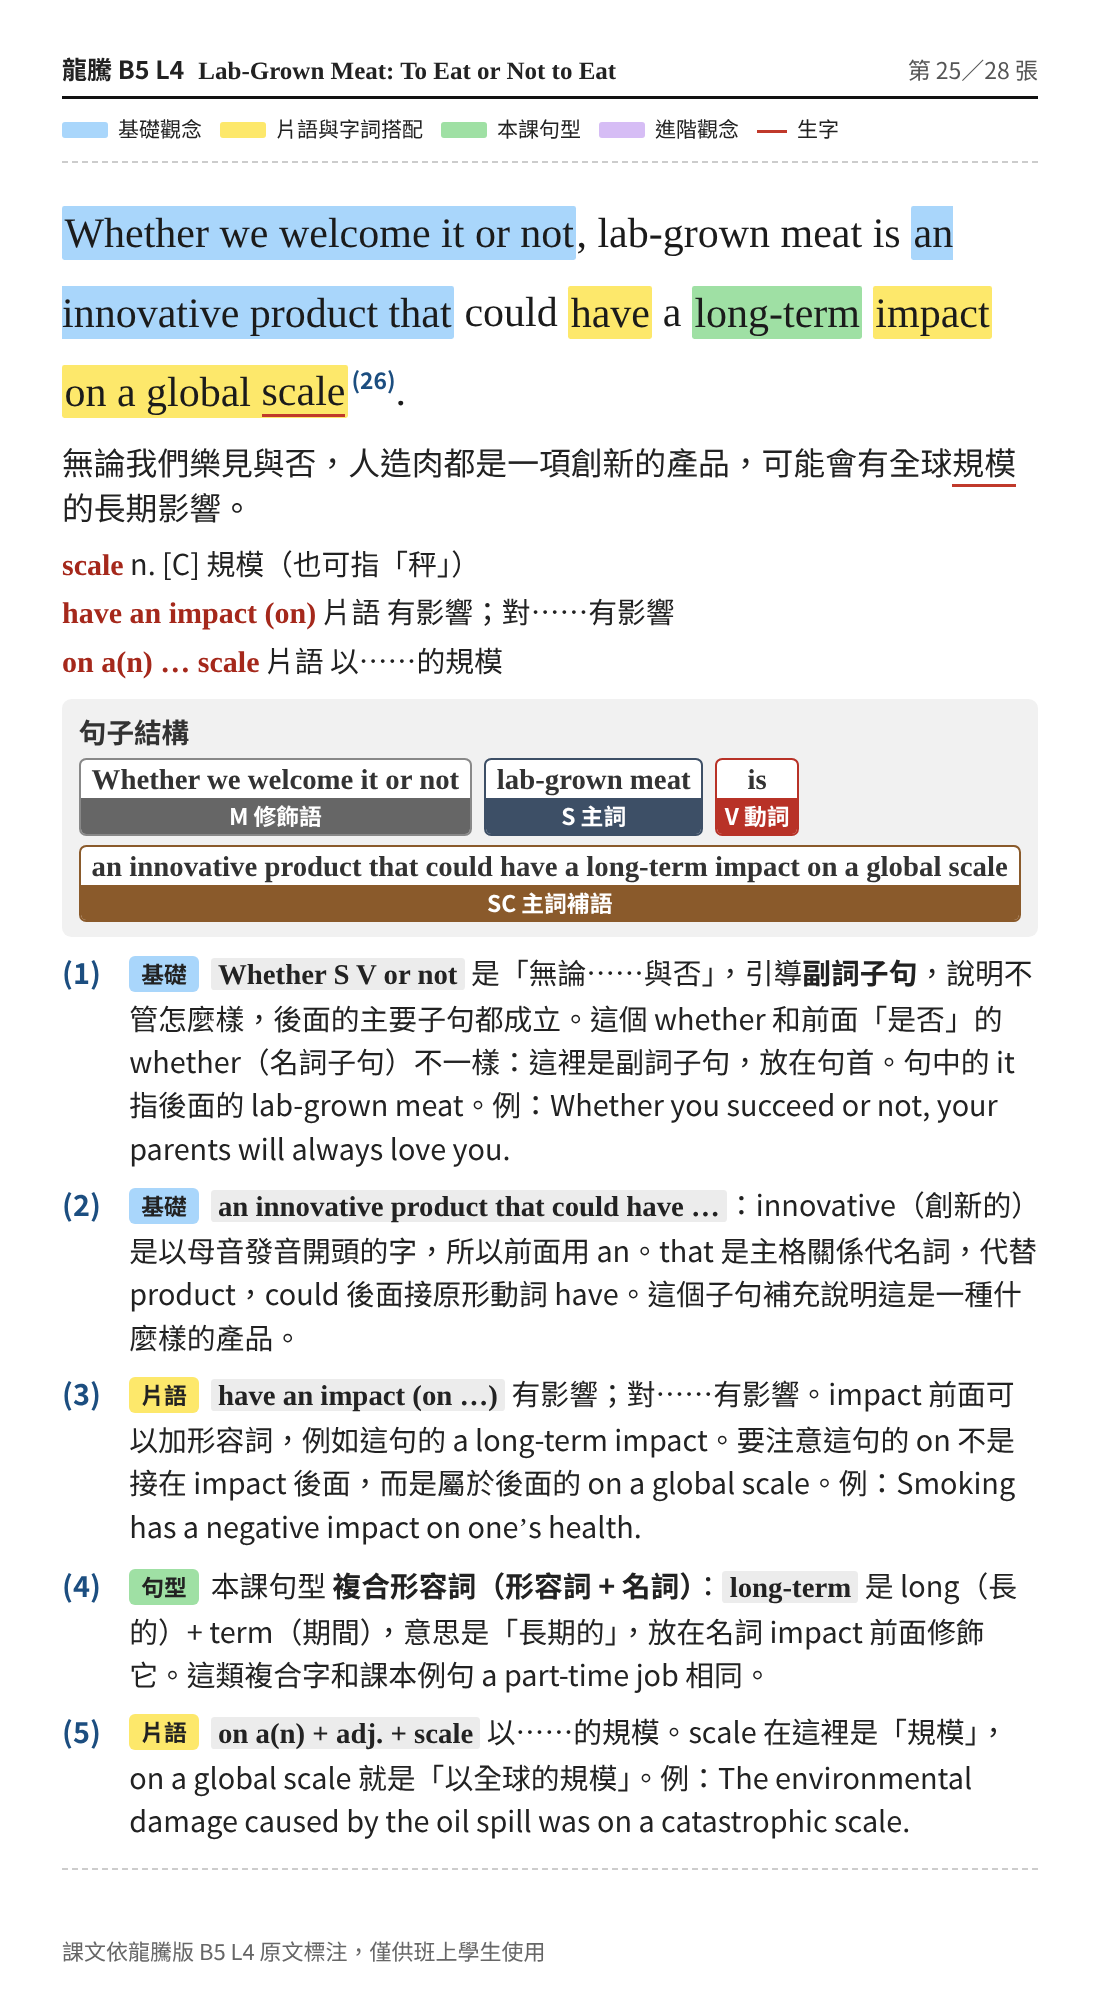 龍騰 B5 L4 Lab-Grown Meat: To Eat or Not to Eat
第 25／28 張
基礎觀念 片語與字詞搭配 本課句型 進階觀念 生字
Whether we welcome it or not, lab-grown meat is an
innovative product that could have a long-term impact
on a global scale(26).
無論我們樂見與否，人造肉都是一項創新的產品，可能會有全球規模
的長期影響。
scale n. [C] 規模（也可指「秤」）
have an impact (on) 片語 有影響；對……有影響
on a(n) … scale 片語 以……的規模
句子結構
Whether we welcome it or not lab-grown meat is
M 修飾語 S 主詞 V 動詞
an innovative product that could have a long-term impact on a global scale
SC 主詞補語
(1) 基礎 Whether S V or not 是「無論……與否」，引導副詞子句，說明不
管怎麼樣，後面的主要子句都成立。這個 whether 和前面「是否」的
whether（名詞子句）不一樣：這裡是副詞子句，放在句首。句中的 it
指後面的 lab-grown meat。例：Whether you succeed or not, your
parents will always love you.
(2) 基礎 an innovative product that could have …：innovative（創新的）
是以母音發音開頭的字，所以前面用 an。that 是主格關係代名詞，代替
product，could 後面接原形動詞 have。這個子句補充說明這是一種什
麼樣的產品。
(3) 片語 have an impact (on …) 有影響；對……有影響。impact 前面可
以加形容詞，例如這句的 a long-term impact。要注意這句的 on 不是
接在 impact 後面，而是屬於後面的 on a global scale。例：Smoking
has a negative impact on one’s health.
(4) 句型 本課句型 複合形容詞（形容詞 + 名詞）：long-term 是 long（長
的）+ term（期間），意思是「長期的」，放在名詞 impact 前面修飾
它。這類複合字和課本例句 a part-time job 相同。
(5) 片語 on a(n) + adj. + scale 以……的規模。scale 在這裡是「規模」，
on a global scale 就是「以全球的規模」。例：The environmental
damage caused by the oil spill was on a catastrophic scale.
課文依龍騰版 B5 L4 原文標注，僅供班上學生使用